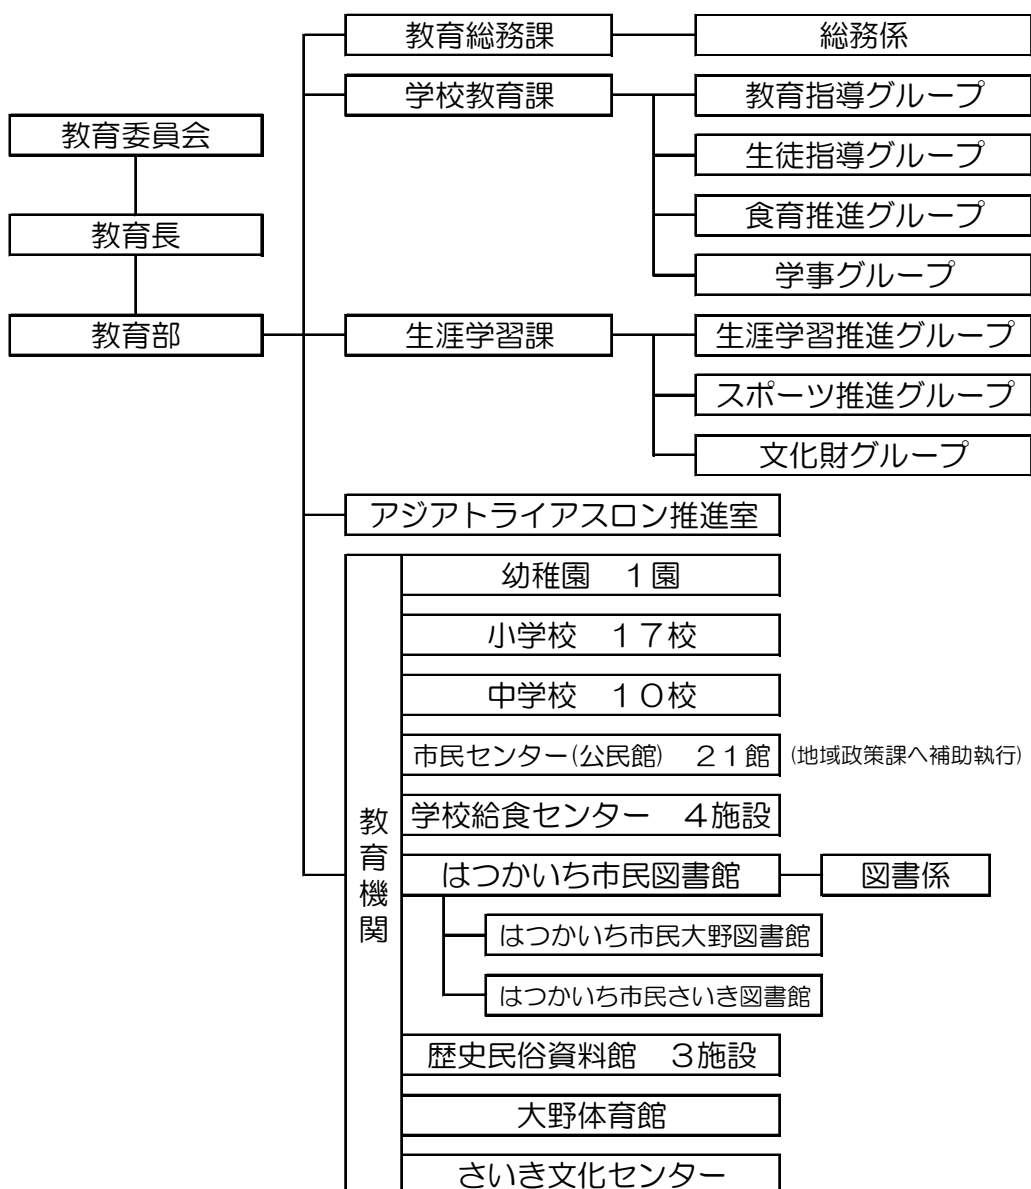 教育委員会
教育長
教育部
教育総務課
総務係
学校教育課
教育指導グループ
生徒指導グループ
食育推進グループ
学事グループ
生涯学習課
生涯学習推進グループ
スポーツ推進グループ
文化財グループ
アジアトライアスロン推進室
教育機関
幼稚園　１園
小学校　１７校
中学校　１０校
市民センター(公民館)　２１館 (地域政策課へ補助執行)
学校給食センター　４施設
はつかいち市民図書館
図書係
はつかいち市民大野図書館
はつかいち市民さいき図書館
歴史民俗資料館　３施設
大野体育館
さいき文化センター